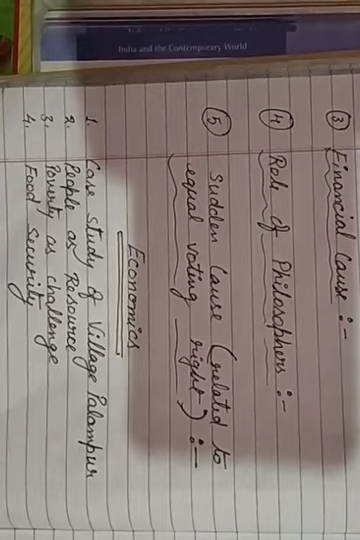 India and the Contemporary World
③ Financial Cause :-
④ Role of Philosophers :-
⑤ Sudden Cause (related to
equal voting right) :-
Economics
1. Case Study of Village Palampur
2. People as Resource
3. Poverty as challenge
4. Food Security